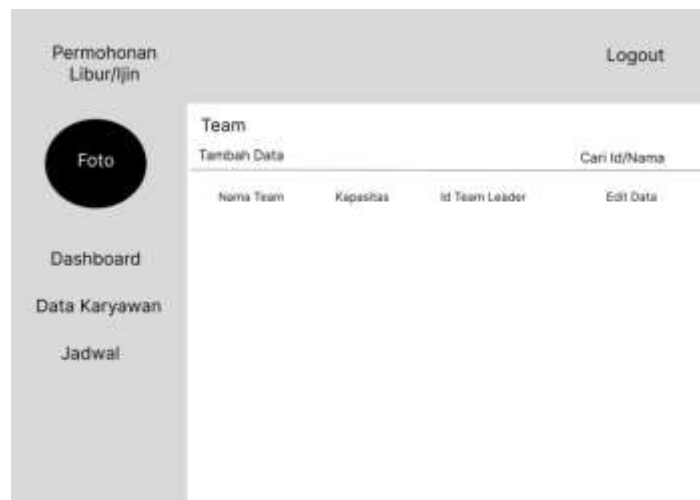 Permohonan
Libur/Ijin
Logout
Foto
Team
Tambah Data
Cari Id/Nama
Nama Team Kapasitas Id Team Leader Edit Data
Dashboard
Data Karyawan
Jadwal